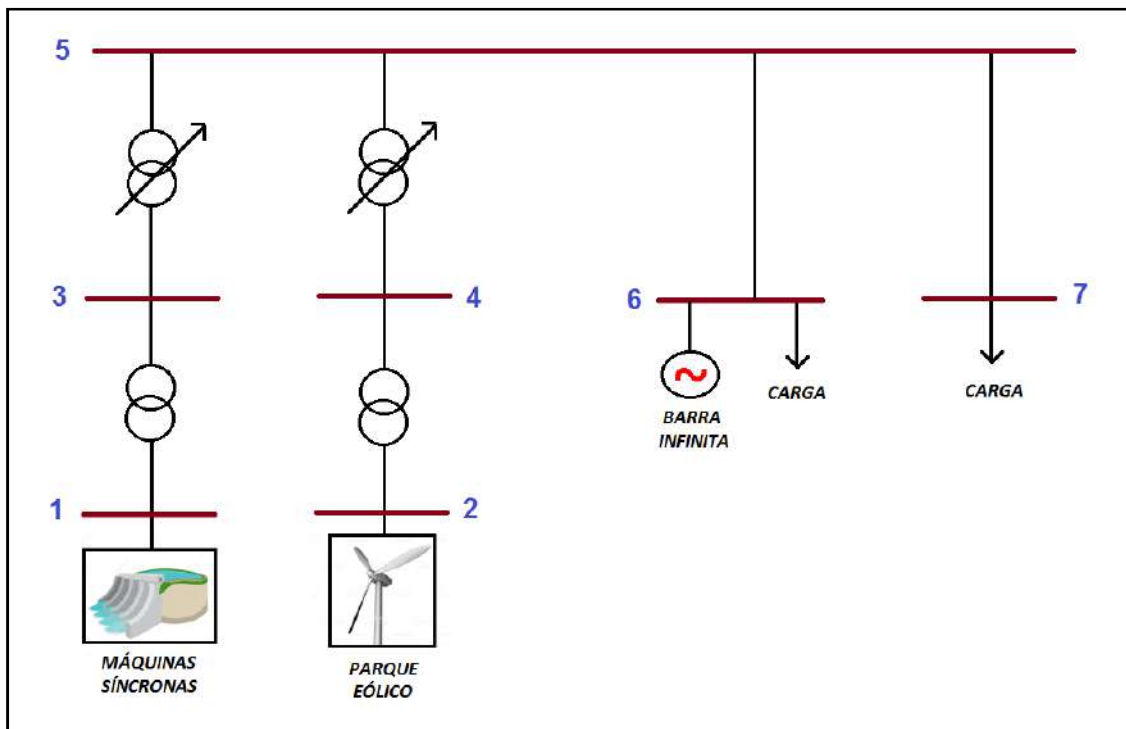 5
3
4
6
7
CARGA
CARGA
BARRA
INFINITA
1
2
MÁQUINAS
SÍNCRONAS
PARQUE
EÓLICO